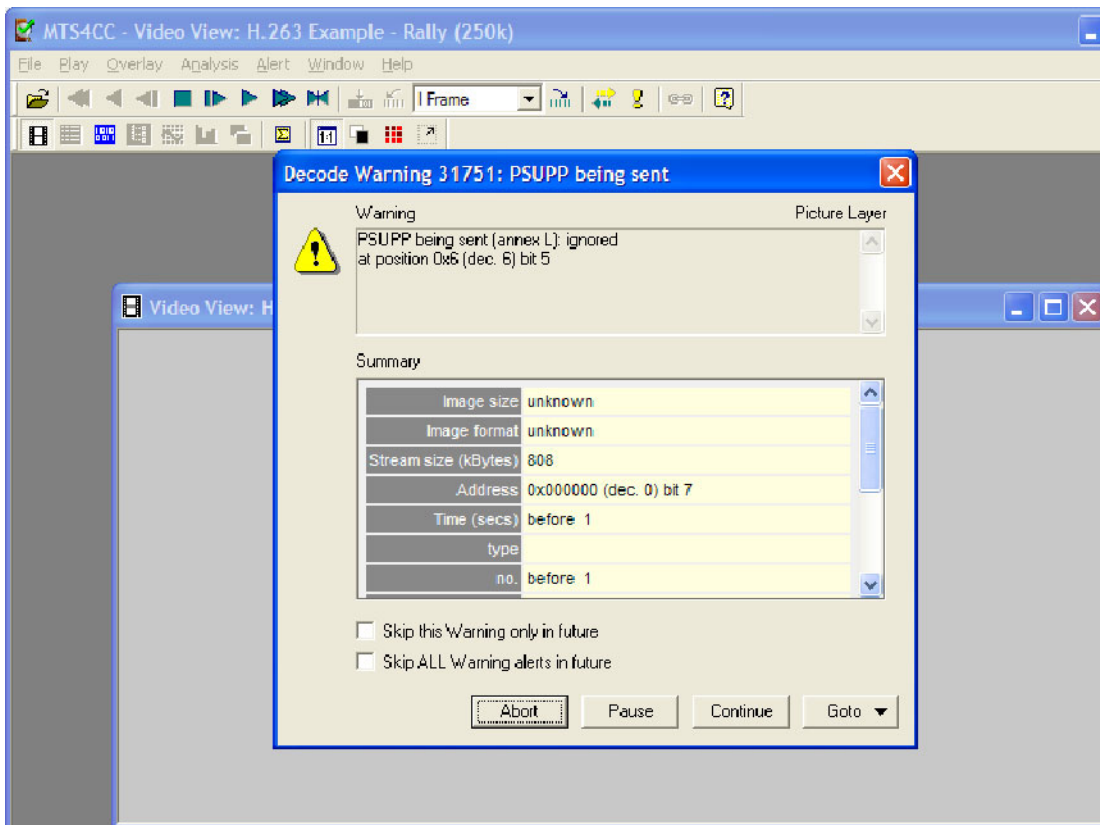 MTS4CC - Video View: H.263 Example - Rally (250k)
File Play Overlay Analysis Alert Window Help
I Frame
1:1
Decode Warning 31751: PSUPP being sent
Warning
Picture Layer
PSUPP being sent (annex L): ignored
at position 0x6 (dec. 6) bit 5
Video View: H
Summary
Image size unknown
Image format unknown
Stream size (kBytes) 808
Address 0x000000 (dec. 0) bit 7
Time (secs) before 1
type
no. before 1
Skip this Warning only in future
Skip ALL Warning alerts in future
Abort Pause Continue Goto